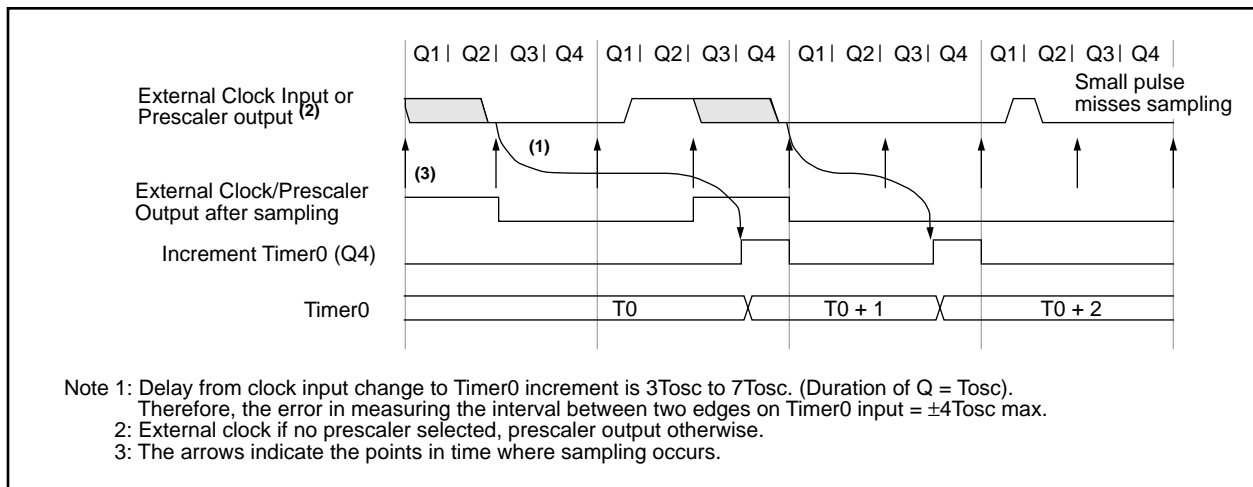 Q1| Q2| Q3| Q4 Q1| Q2| Q3| Q4 Q1| Q2| Q3| Q4 Q1| Q2| Q3| Q4
External Clock Input or
Prescaler output (2)
Small pulse
misses sampling
(1)
(3)
External Clock/Prescaler
Output after sampling
Increment Timer0 (Q4)
Timer0 T0 T0 + 1 T0 + 2
Note 1: Delay from clock input change to Timer0 increment is 3Tosc to 7Tosc. (Duration of Q = Tosc).
Therefore, the error in measuring the interval between two edges on Timer0 input = ±4Tosc max.
2: External clock if no prescaler selected, prescaler output otherwise.
3: The arrows indicate the points in time where sampling occurs.